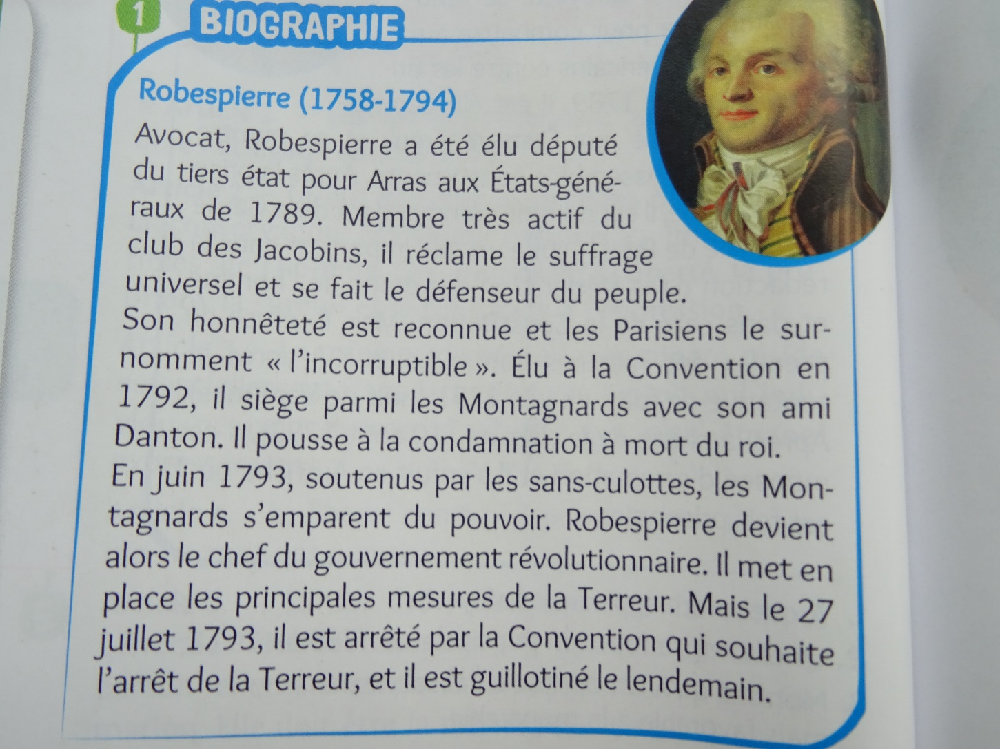 1
BIOGRAPHIE
Robespierre (1758-1794)
Avocat, Robespierre a été élu député
du tiers état pour Arras aux États-géné-
raux de 1789. Membre très actif du
club des Jacobins, il réclame le suffrage
universel et se fait le défenseur du peuple.
Son honnêteté est reconnue et les Parisiens le sur-
nomment « l'incorruptible ». Élu à la Convention en
1792, il siège parmi les Montagnards avec son ami
Danton. Il pousse à la condamnation à mort du roi.
En juin 1793, soutenus par les sans-culottes, les Mon-
tagnards s'emparent du pouvoir. Robespierre devient
alors le chef du gouvernement révolutionnaire. Il met en
place les principales mesures de la Terreur. Mais le 27
juillet 1793, il est arrêté par la Convention qui souhaite
l'arrêt de la Terreur, et il est guillotiné le lendemain.